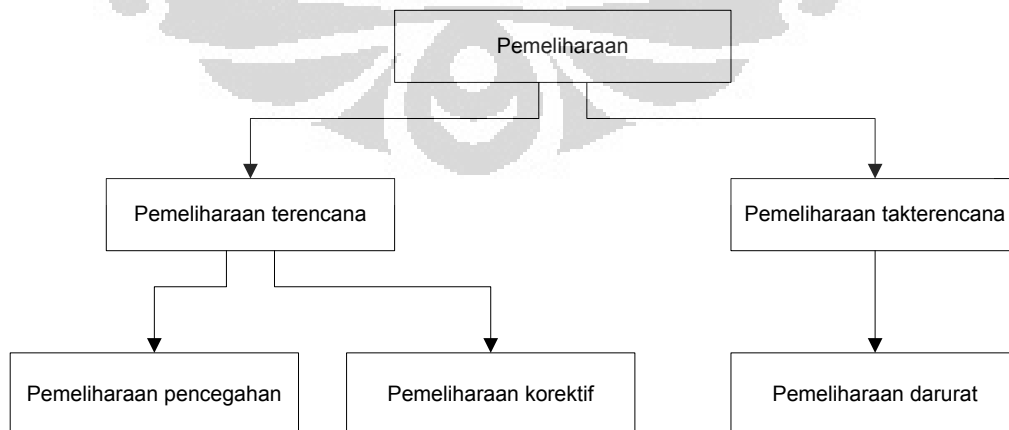 Pemeliharaan
Pemeliharaan terencana
Pemeliharaan takterencana
Pemeliharaan pencegahan
Pemeliharaan korektif
Pemeliharaan darurat